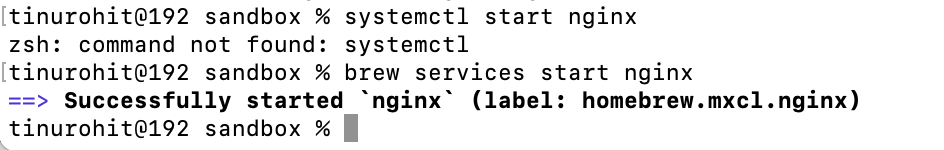 [tinurohit@192 sandbox % systemctl start nginx
zsh: command not found: systemctl
[tinurohit@192 sandbox % brew services start nginx
==> Successfully started `nginx` (label: homebrew.mxcl.nginx)
tinurohit@192 sandbox %